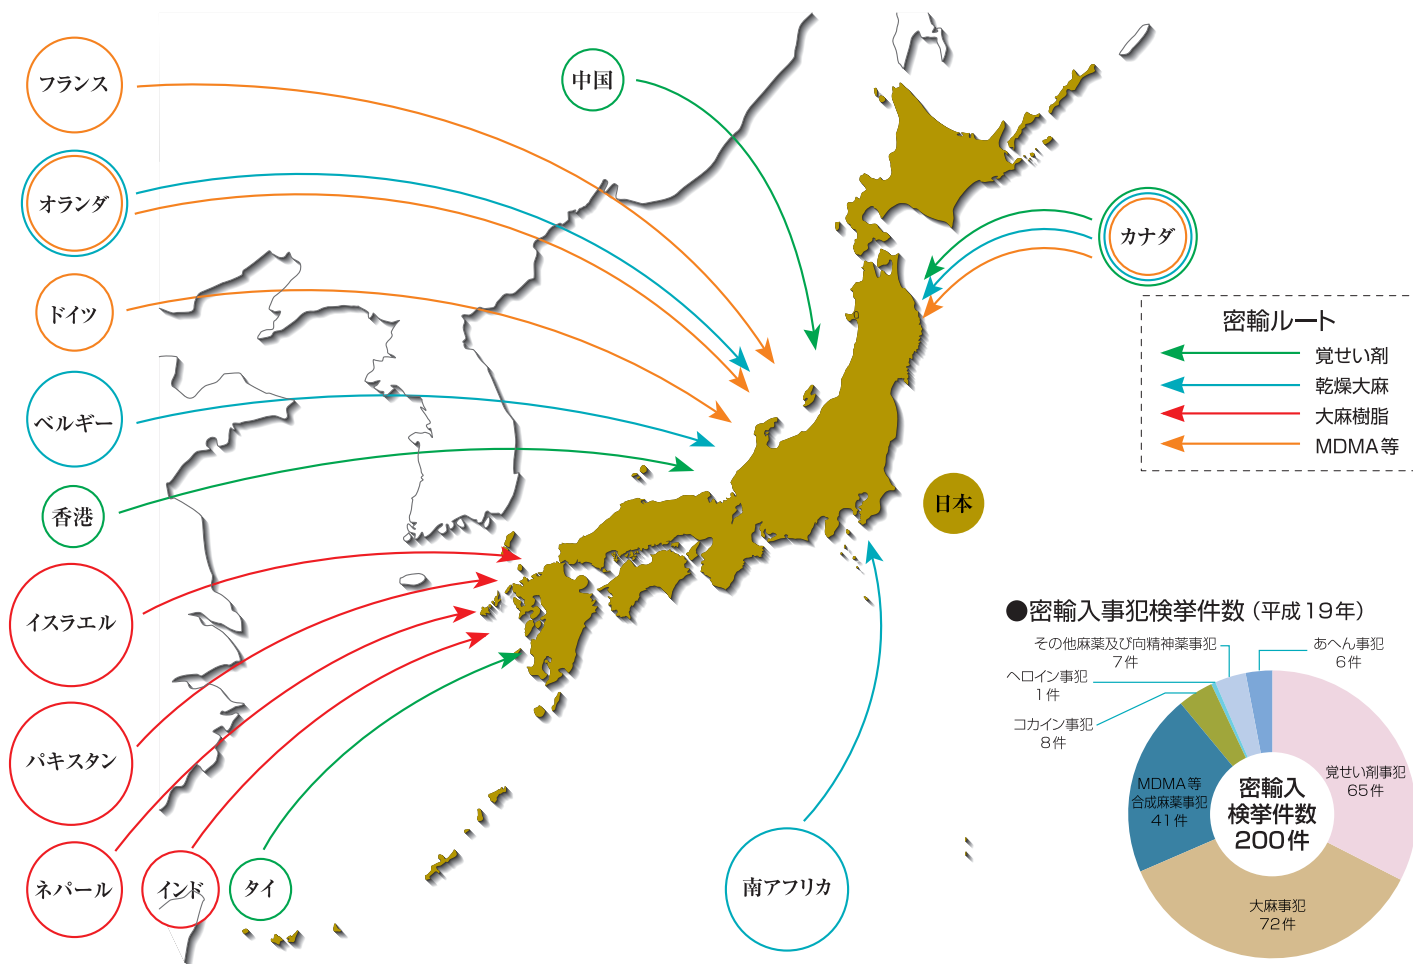 フランス
中国
オランダ
カナダ
ドイツ
ベルギー
香港
イスラエル
パキスタン
ネパール
インド
タイ
南アフリカ
日本
密輸ルート
覚せい剤
乾燥大麻
大麻樹脂
MDMA等
●密輸入事犯検挙件数（平成19年）
その他麻薬及び向精神薬事犯
7件
あへん事犯
6件
ヘロイン事犯
1件
コカイン事犯
8件
MDMA等
合成麻薬事犯
41件
密輸入
検挙件数
200件
覚せい剤事犯
65件
大麻事犯
72件